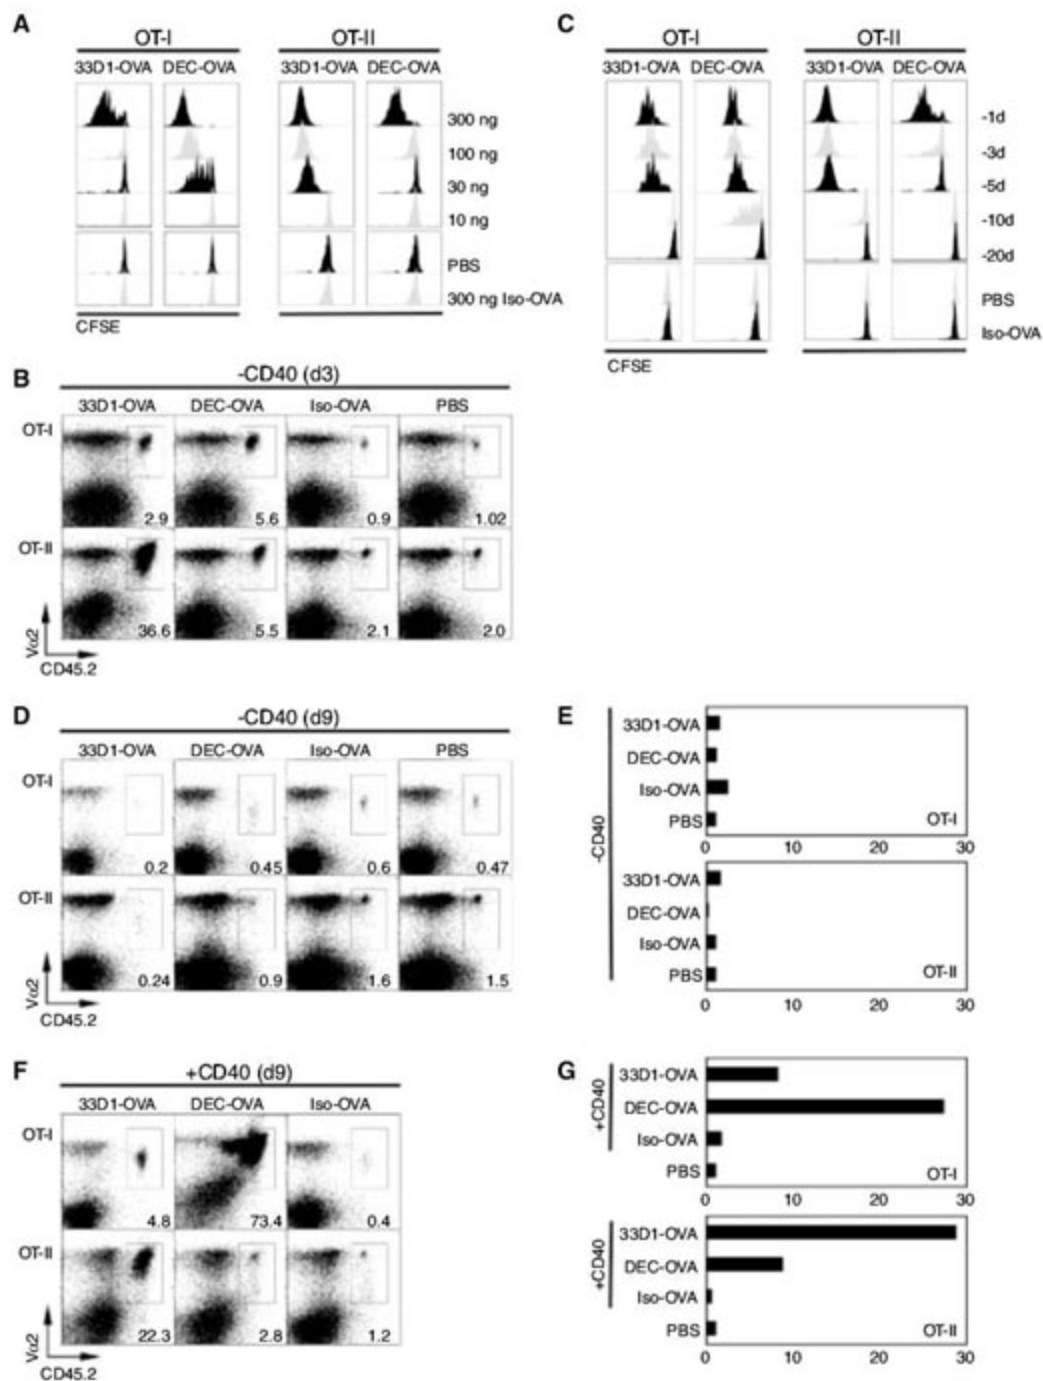 A
OT-I
OT-II
33D1-OVA DEC-OVA 33D1-OVA DEC-OVA
300 ng
100 ng
30 ng
10 ng
PBS
300 ng Iso-OVA
CFSE
C
OT-I
OT-II
33D1-OVA DEC-OVA 33D1-OVA DEC-OVA
-1d
-3d
-5d
-10d
-20d
PBS
Iso-OVA
CFSE
B
-CD40 (d3)
33D1-OVA DEC-OVA Iso-OVA PBS
OT-I
2.9 5.6 0.9 1.02
OT-II
36.6 5.5 2.1 2.0
Vα2
CD45.2
D
-CD40 (d9)
33D1-OVA DEC-OVA Iso-OVA PBS
OT-I
0.2 0.45 0.6 0.47
OT-II
0.24 0.9 1.6 1.5
Vα2
CD45.2
E
-CD40
33D1-OVA
DEC-OVA
Iso-OVA
PBS
OT-I
0 10 20 30
33D1-OVA
DEC-OVA
Iso-OVA
PBS
OT-II
0 10 20 30
F
+CD40 (d9)
33D1-OVA DEC-OVA Iso-OVA
OT-I
4.8 73.4 0.4
OT-II
22.3 2.8 1.2
Vα2
CD45.2
G
+CD40
33D1-OVA
DEC-OVA
Iso-OVA
PBS
OT-I
0 10 20 30
+CD40
33D1-OVA
DEC-OVA
Iso-OVA
PBS
OT-II
0 10 20 30